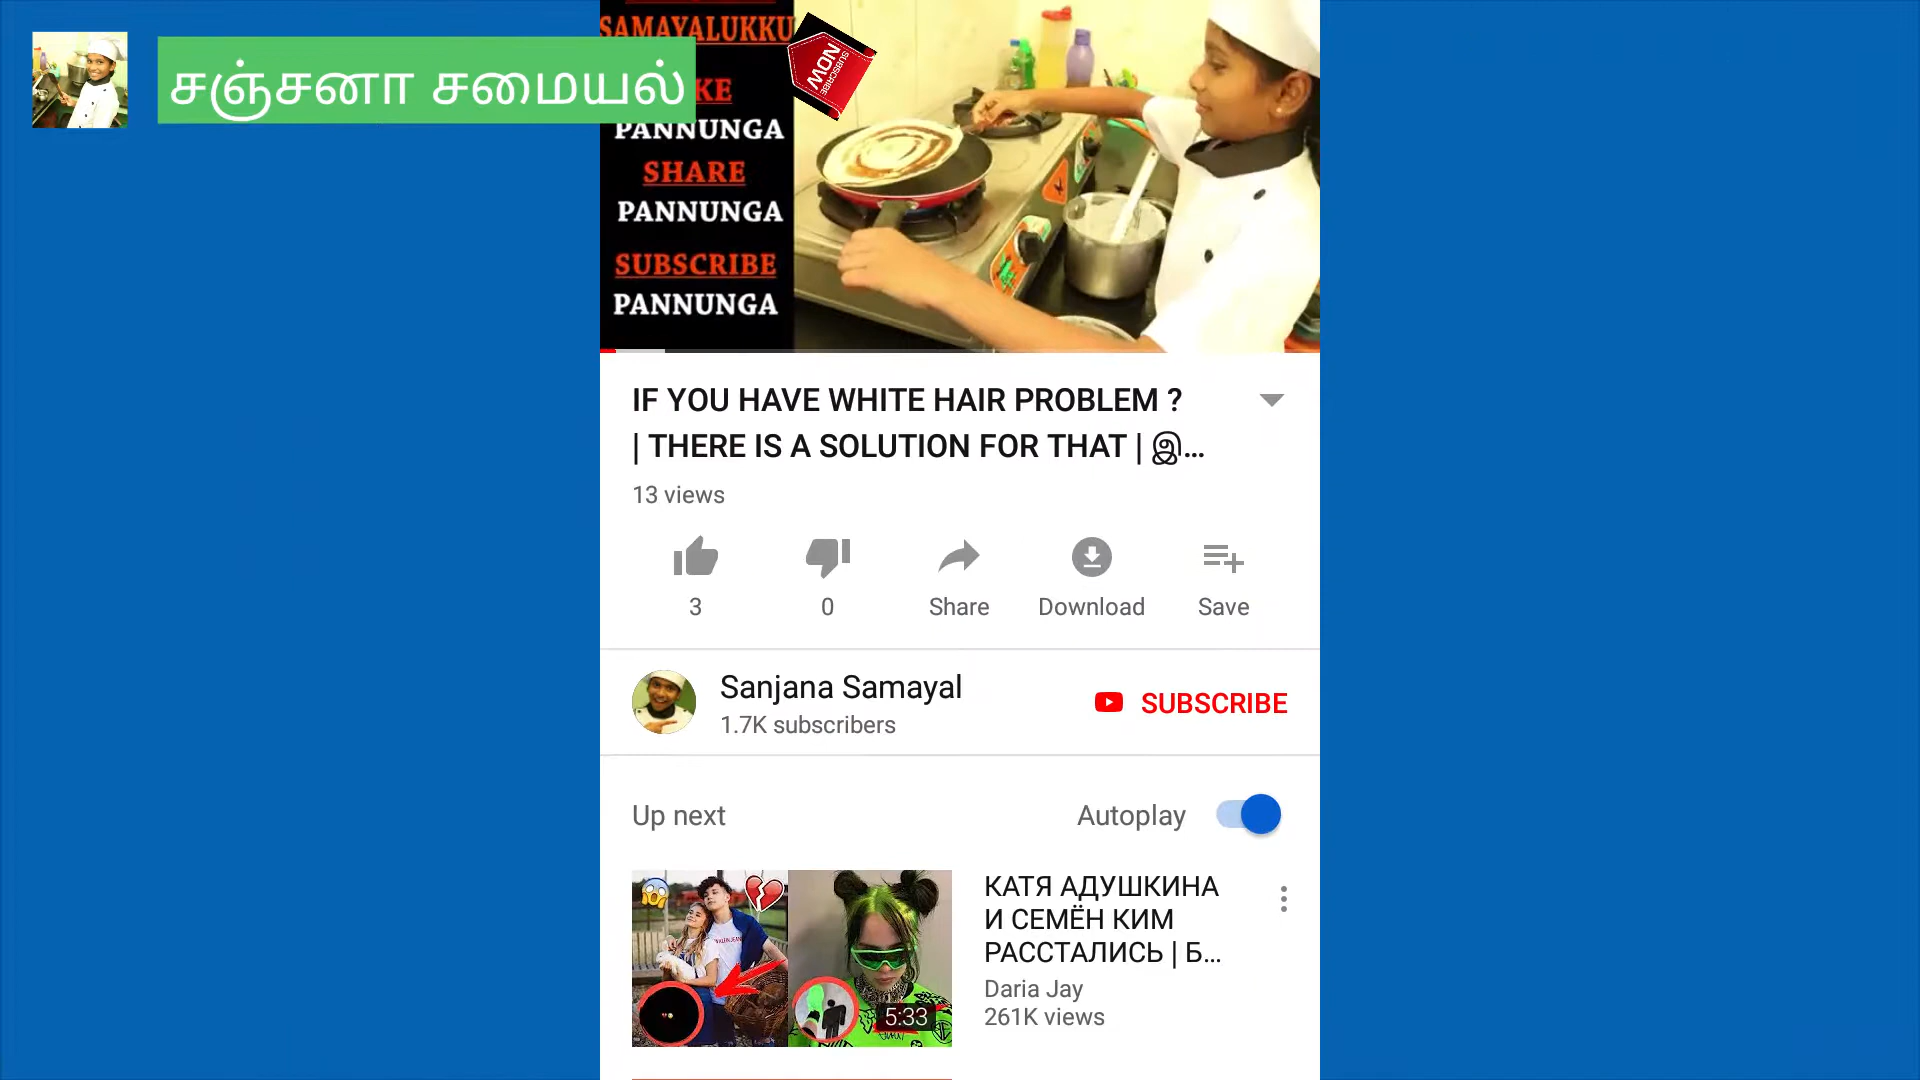 சஞ்சனா சமையல்
SAMAYALUKKU
KE
PANNUNGA
SHARE
PANNUNGA
SUBSCRIBE
PANNUNGA
SUBSCRIBE
NOW
IF YOU HAVE WHITE HAIR PROBLEM ?
| THERE IS A SOLUTION FOR THAT | இ...
13 views
3
0
Share
Download
Save
Sanjana Samayal
1.7K subscribers
SUBSCRIBE
Up next
Autoplay
КАТЯ АДУШКИНА
И СЕМЁН КИМ
РАССТАЛИСЬ | Б...
Daria Jay
261K views
5:33